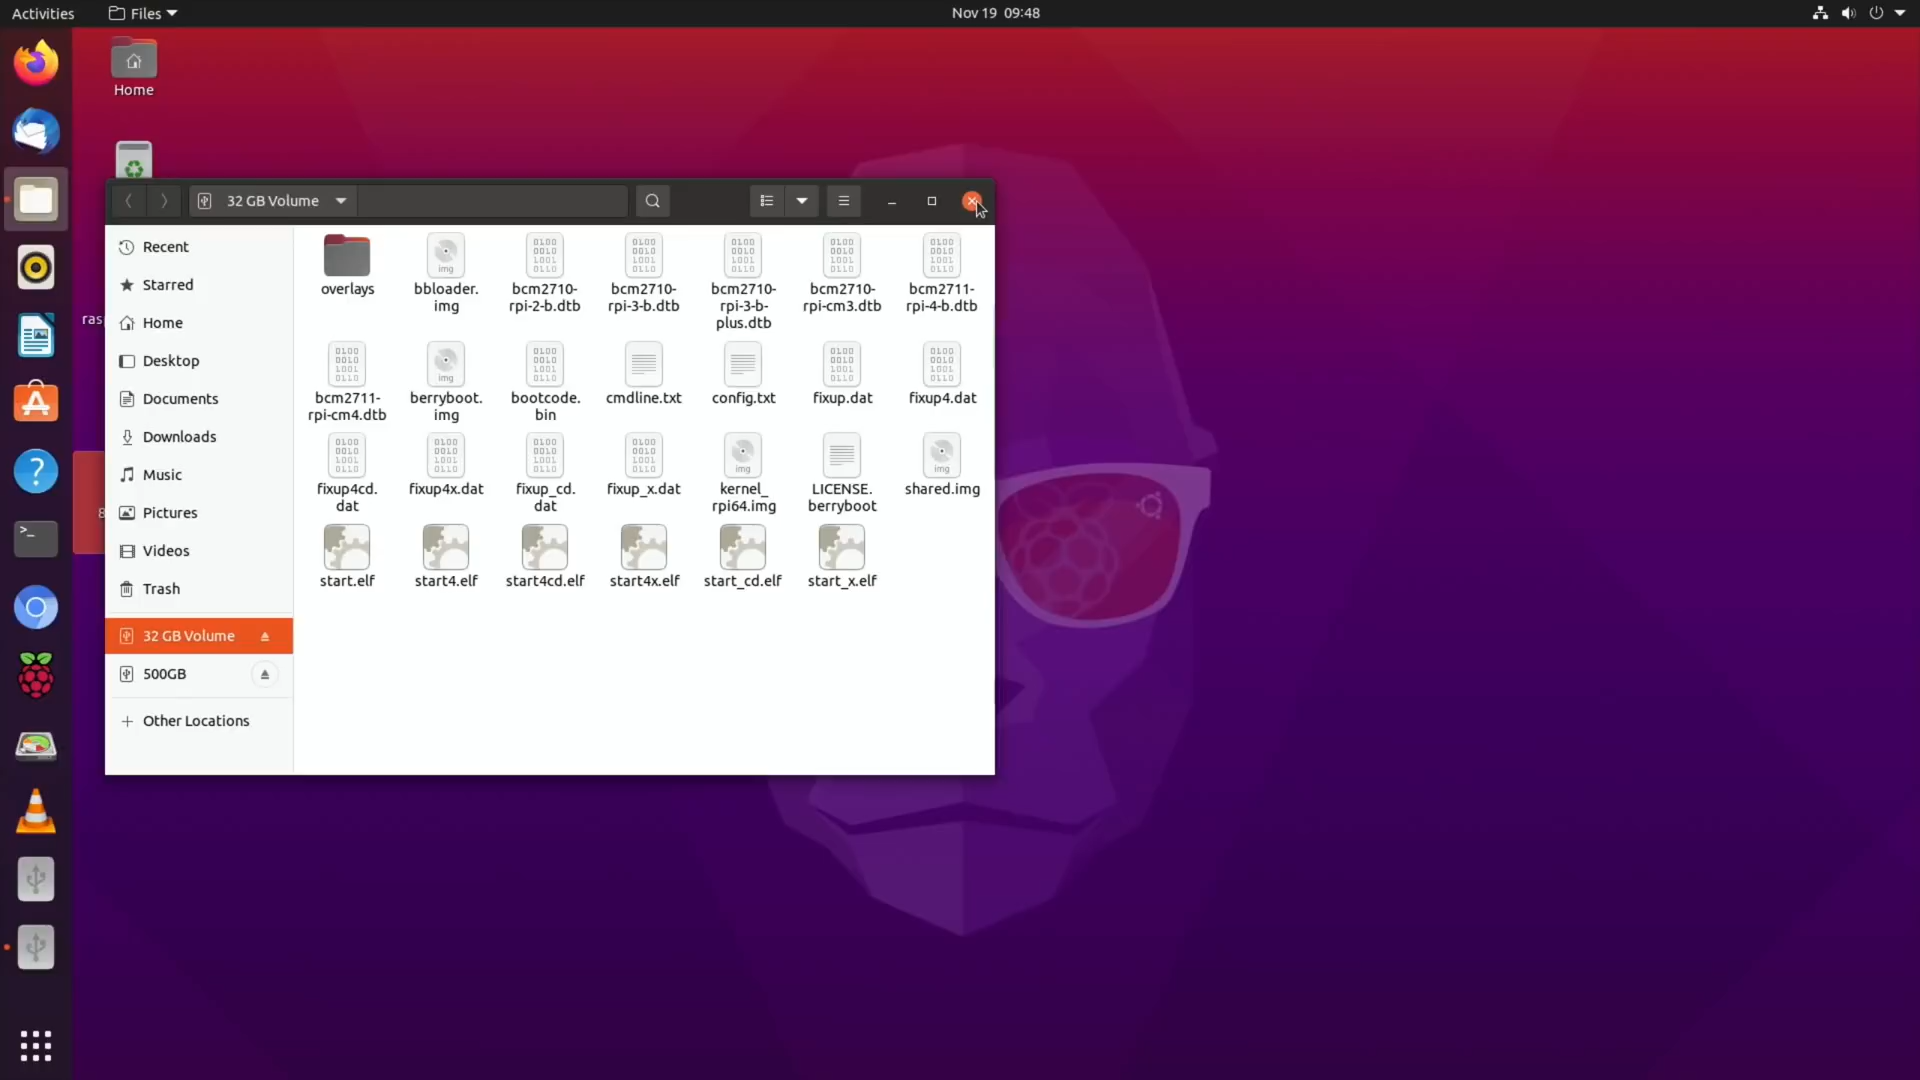 Activities
Files
Nov 19 09:48
Home
32 GB Volume
Recent
Starred
Home
Desktop
Documents
Downloads
Music
Pictures
Videos
Trash
32 GB Volume
500GB
Other Locations
overlays
bbloader.
img
bcm2710-
rpi-2-b.dtb
bcm2710-
rpi-3-b.dtb
bcm2710-
rpi-3-b-
plus.dtb
bcm2710-
rpi-cm3.dtb
bcm2711-
rpi-4-b.dtb
bcm2711-
rpi-cm4.dtb
berryboot.
img
bootcode.
bin
cmdline.txt
config.txt
fixup.dat
fixup4.dat
fixup4cd.
dat
fixup4x.dat
fixup_cd.
dat
fixup_x.dat
kernel_
rpi64.img
LICENSE.
berryboot
shared.img
start.elf
start4.elf
start4cd.elf
start4x.elf
start_cd.elf
start_x.elf